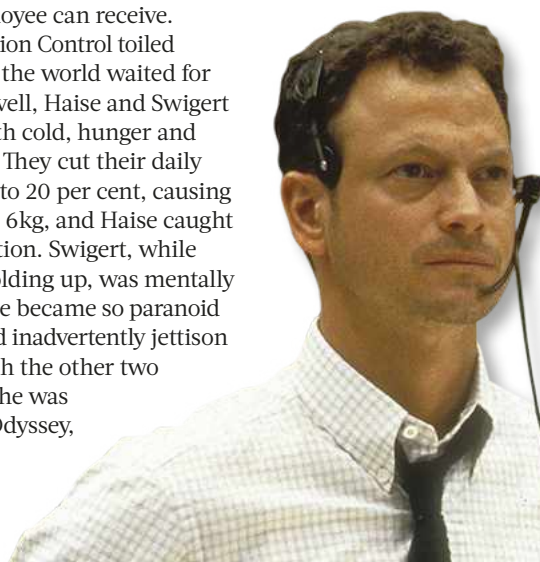 oyee can receive.
ion Control toiled
the world waited for
vell, Haise and Swigert
th cold, hunger and
They cut their daily
to 20 per cent, causing
6kg, and Haise caught
tion. Swigert, while
olding up, was mentally
e became so paranoid
d inadvertently jettison
h the other two
he was
Odyssey,